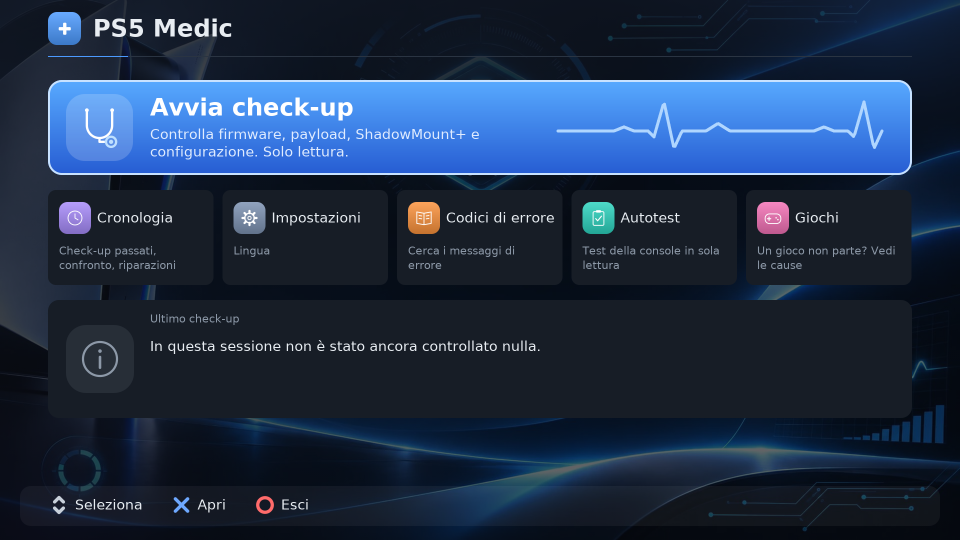 PS5 Medic
Avvia check-up
Controlla firmware, payload, ShadowMount+ e
configurazione. Solo lettura.
Cronologia
Check-up passati,
confronto, riparazioni
Impostazioni
Lingua
Codici di errore
Cerca i messaggi di
errore
Autotest
Test della console in sola
lettura
Giochi
Un gioco non parte? Vedi
le cause
Ultimo check-up
In questa sessione non è stato ancora controllato nulla.
Seleziona
Apri
Esci